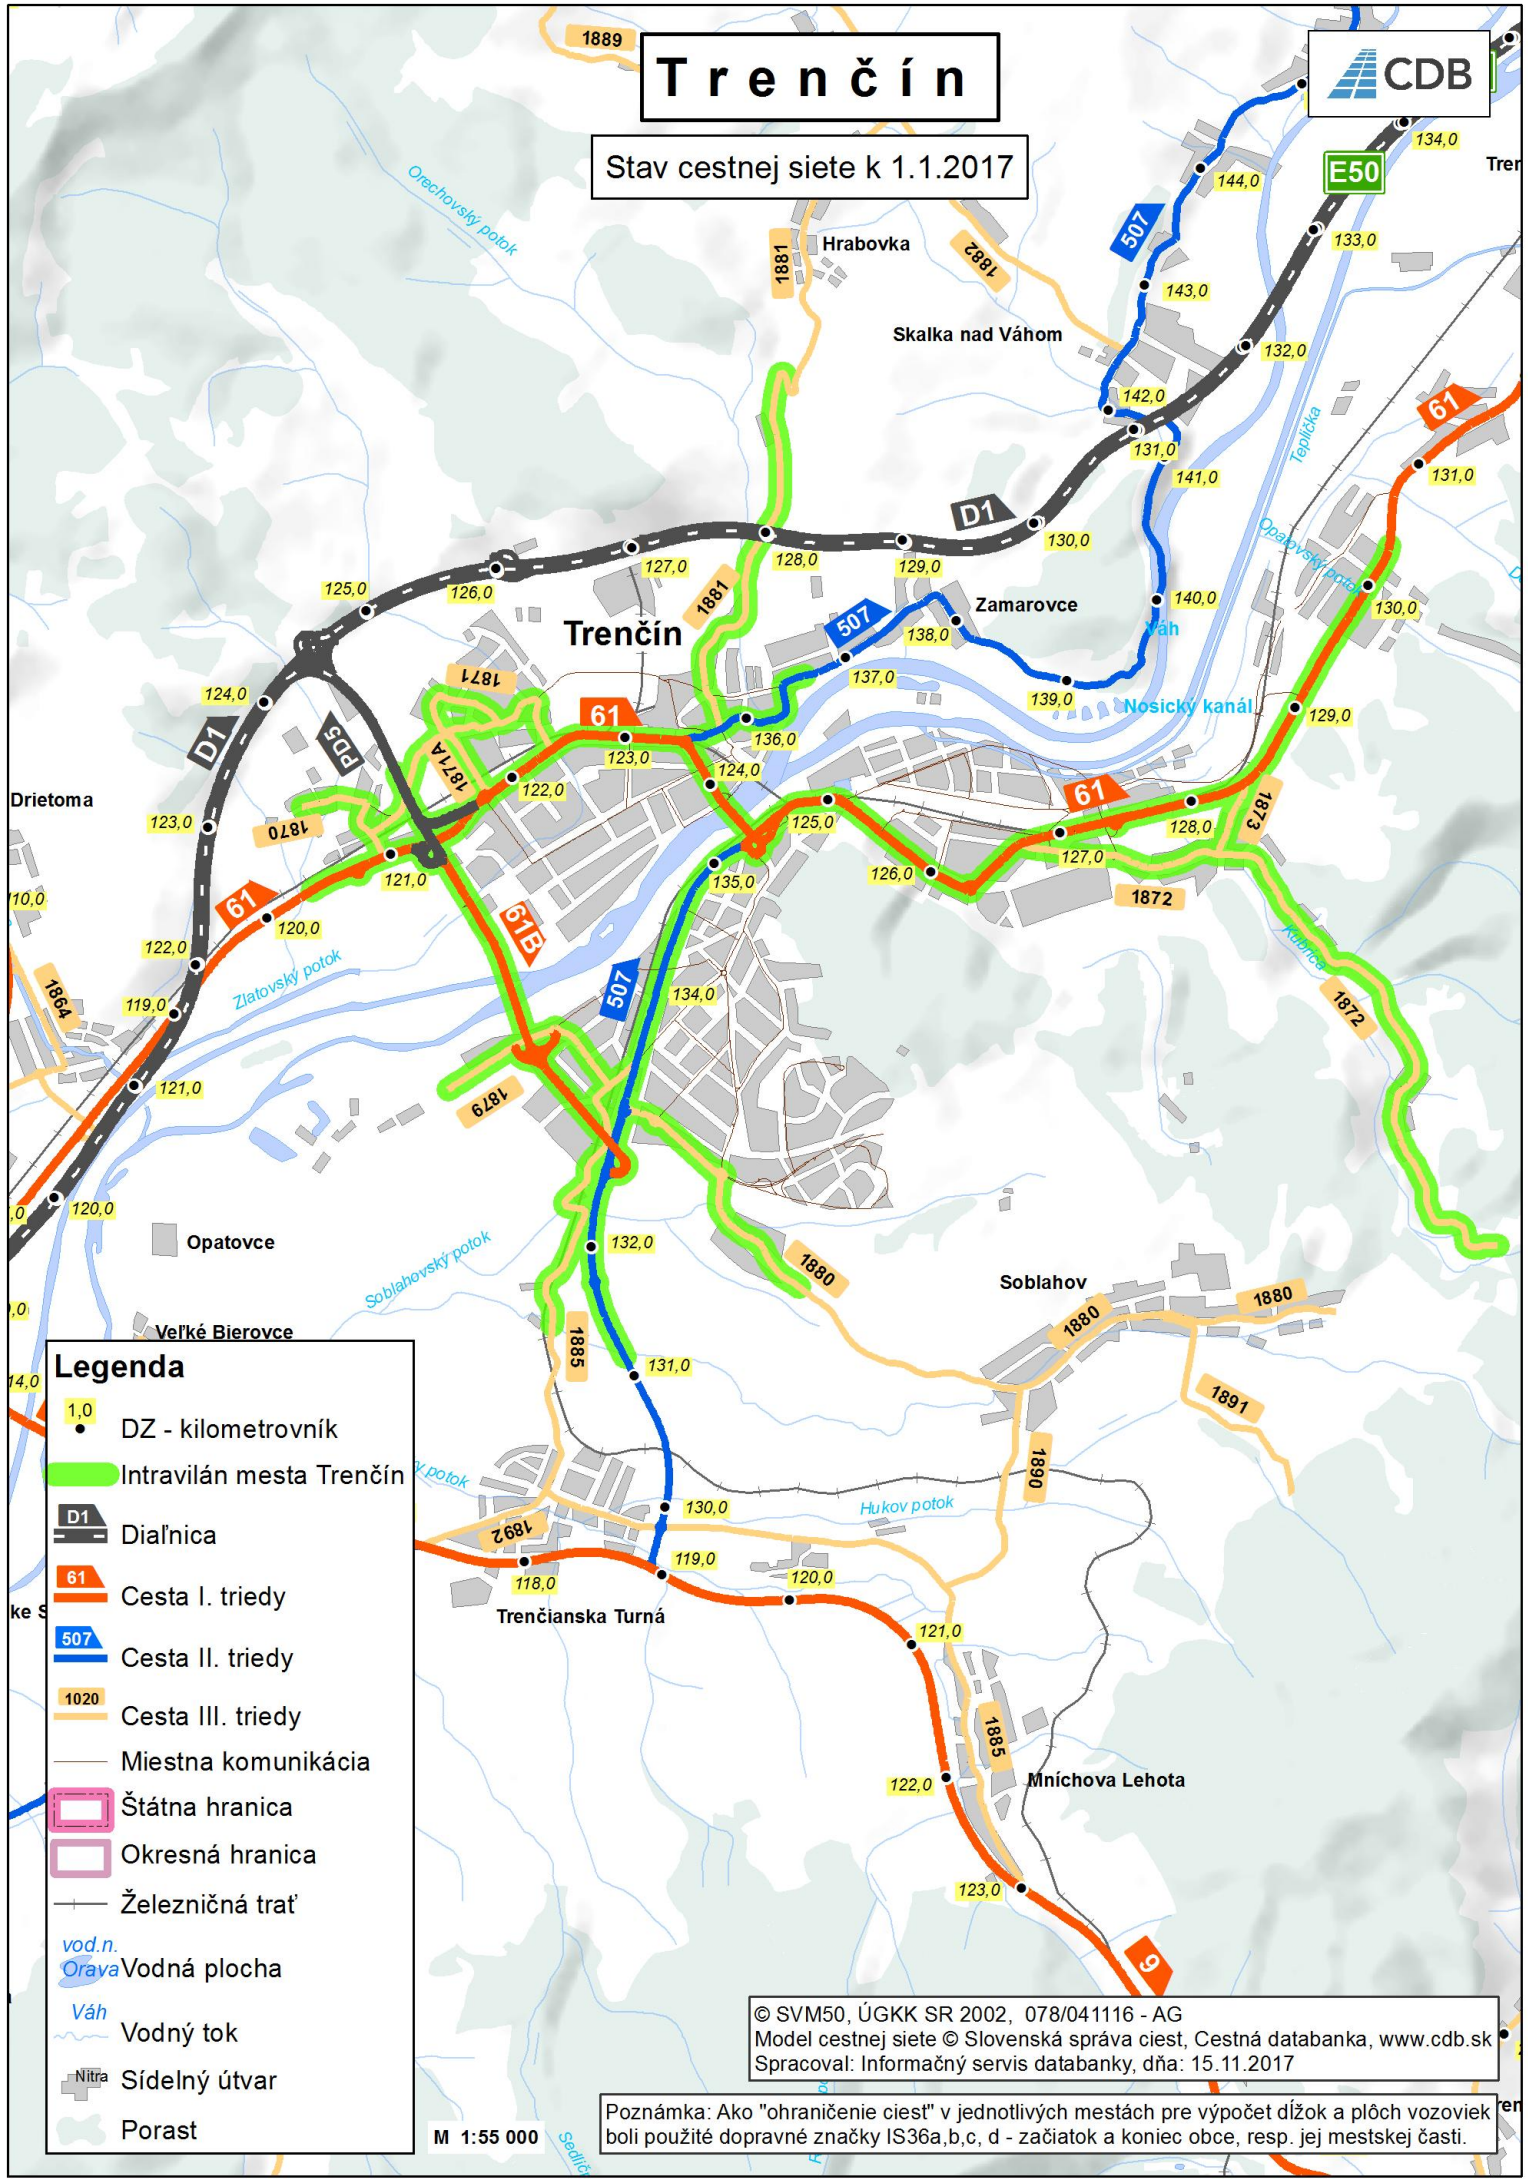 1889
T r e n č í n
CDB
Stav cestnej siete k 1.1.2017
134,0
E50
Tren
144,0
Orechovský potok
507
133,0
1881
Hrabovka
1882
143,0
Skalka nad Váhom
132,0
142,0
61
Teplička
131,0
131,0
141,0
D1
130,0
Opatovský potok
127,0
128,0
129,0
126,0
125,0
1881
140,0
130,0
Zamarovce
507
138,0
Trenčín
Váh
1871
137,0
139,0
124,0
Nosický kanál
61
129,0
136,0
D1
PD5
123,0
1871A
124,0
122,0
61
Drietoma
125,0
123,0
1870
128,0
1873
127,0
121,0
135,0
126,0
1872
61
10,0
120,0
61B
122,0
Kubrica
Zlatovský potok
507
134,0
1864
119,0
1872
121,0
1879
120,0
Opatovce
132,0
Soblahovský potok
1880
Soblahov
1880
1880
Veľké Bierovce
1885
131,0
14,0
1891
Legenda
1,0
DZ - kilometrovník
Intravilán mesta Trenčín
D1
Diaľnica
61
Cesta I. triedy
507
Cesta II. triedy
1020
Cesta III. triedy
Miestna komunikácia
Štátna hranica
Okresná hranica
Železničná trať
vod.n.
Orava
Vodná plocha
Váh
Vodný tok
Nitra
Sídelný útvar
Porast
potok
1890
130,0
Hukov potok
1892
119,0
118,0
120,0
Trenčianska Turná
121,0
1885
122,0
Mníchova Lehota
123,0
9
© SVM50, ÚGKK SR 2002, 078/041116 - AG
Model cestnej siete © Slovenská správa ciest, Cestná databanka, www.cdb.sk
Spracoval: Informačný servis databanky, dňa: 15.11.2017
Poznámka: Ako "ohraničenie ciest" v jednotlivých mestách pre výpočet dĺžok a plôch vozoviek
boli použité dopravné značky IS36a,b,c, d - začiatok a koniec obce, resp. jej mestskej časti.
M 1:55 000